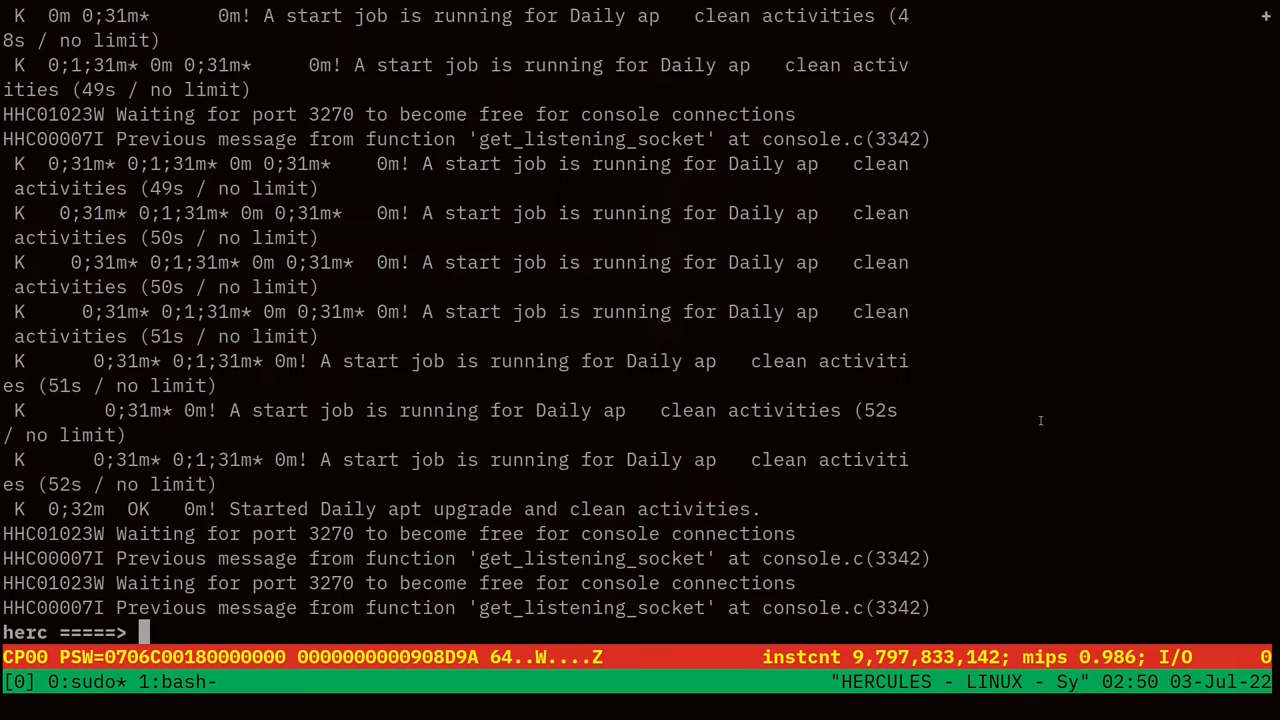 K  0m 0;31m*      0m! A start job is running for Daily ap   clean activities (4
8s / no limit)
 K  0;1;31m* 0m 0;31m*     0m! A start job is running for Daily ap   clean activ
ities (49s / no limit)
HHC01023W Waiting for port 3270 to become free for console connections
HHC00007I Previous message from function 'get_listening_socket' at console.c(3342)
 K  0;31m* 0;1;31m* 0m 0;31m*    0m! A start job is running for Daily ap   clean
 activities (49s / no limit)
 K   0;31m* 0;1;31m* 0m 0;31m*   0m! A start job is running for Daily ap   clean
 activities (50s / no limit)
 K    0;31m* 0;1;31m* 0m 0;31m*  0m! A start job is running for Daily ap   clean
 activities (50s / no limit)
 K     0;31m* 0;1;31m* 0m 0;31m* 0m! A start job is running for Daily ap   clean
 activities (51s / no limit)
 K      0;31m* 0;1;31m* 0m! A start job is running for Daily ap   clean activiti
es (51s / no limit)
 K       0;31m* 0m! A start job is running for Daily ap   clean activities (52s
/ no limit)
 K      0;31m* 0;1;31m* 0m! A start job is running for Daily ap   clean activiti
es (52s / no limit)
 K  0;32m  OK   0m! Started Daily apt upgrade and clean activities.
HHC01023W Waiting for port 3270 to become free for console connections
HHC00007I Previous message from function 'get_listening_socket' at console.c(3342)
HHC01023W Waiting for port 3270 to become free for console connections
HHC00007I Previous message from function 'get_listening_socket' at console.c(3342)
herc =====>
CP00 PSW=0706C00180000000 0000000000908D9A 64..W....Z              instcnt 9,797,833,142; mips 0.986; I/O      0
[0] 0:sudo* 1:bash-                                                      "HERCULES - LINUX - Sy" 02:50 03-Jul-22